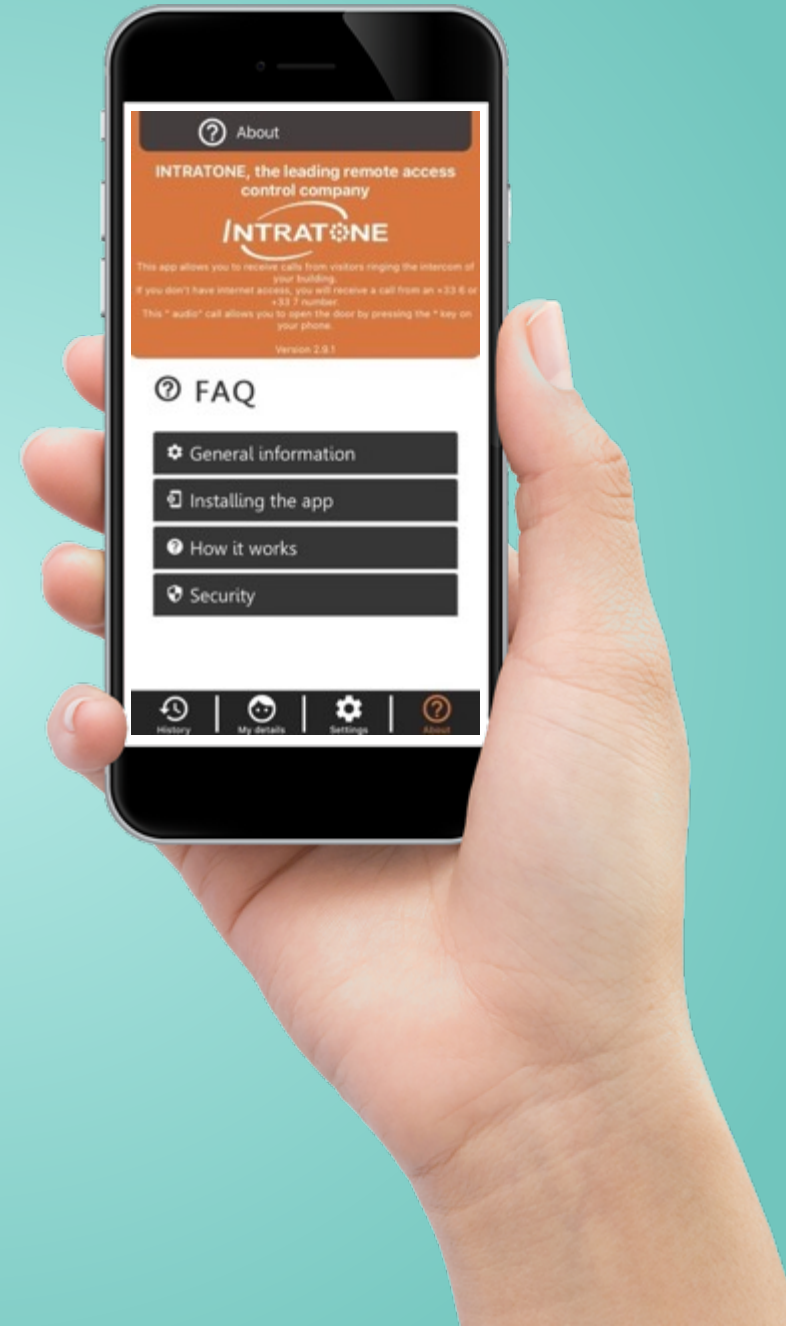 About
INTRATONE, the leading remote access
control company
INTRATONE
This app allows you to receive calls from visitors ringing the intercom of
your building.
If you don't have internet access, you will receive a call from an +33 6 or
+33 7 number.
This " audio" call allows you to open the door by pressing the * key on
your phone.
Version 2.9.1
FAQ
General information
Installing the app
How it works
Security
History
My details
Settings
About